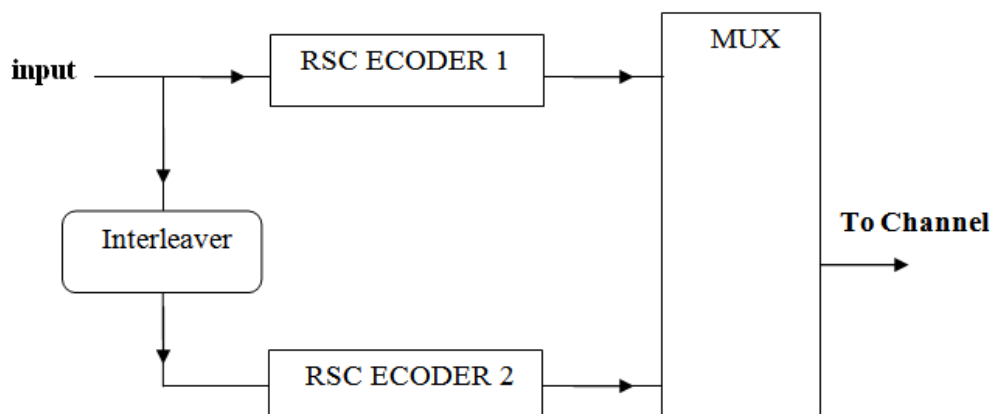 MUX
RSC ECODER 1
input
Interleaver
To Channel
RSC ECODER 2